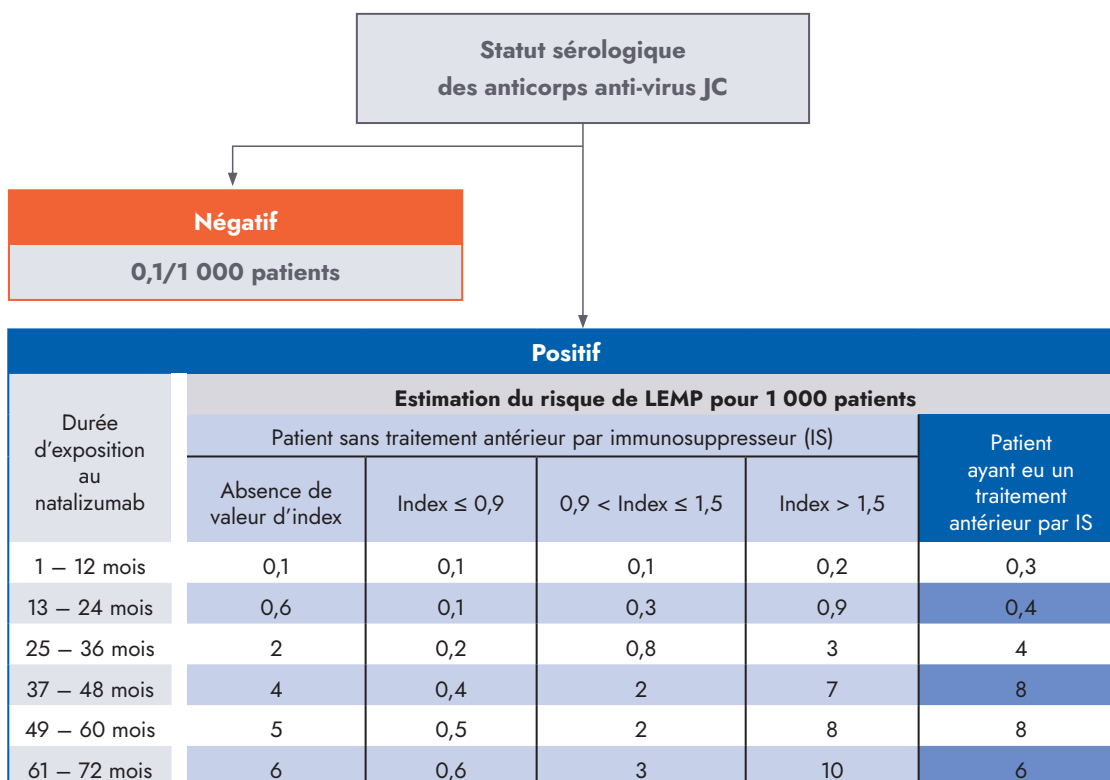 Statut sérologique
des anticorps anti-virus JC
Négatif
0,1/1 000 patients
Positif
Durée
d'exposition
au
natalizumab
Estimation du risque de LEMP pour 1 000 patients
Patient sans traitement antérieur par immunosuppresseur (IS)
Patient
ayant eu un
traitement
antérieur par IS
Absence de
valeur d'index
Index ≤ 0,9
0,9 < Index ≤ 1,5
Index > 1,5
1 – 12 mois 0,1 0,1 0,1 0,2 0,3
13 – 24 mois 0,6 0,1 0,3 0,9 0,4
25 – 36 mois 2 0,2 0,8 3 4
37 – 48 mois 4 0,4 2 7 8
49 – 60 mois 5 0,5 2 8 8
61 – 72 mois 6 0,6 3 10 6